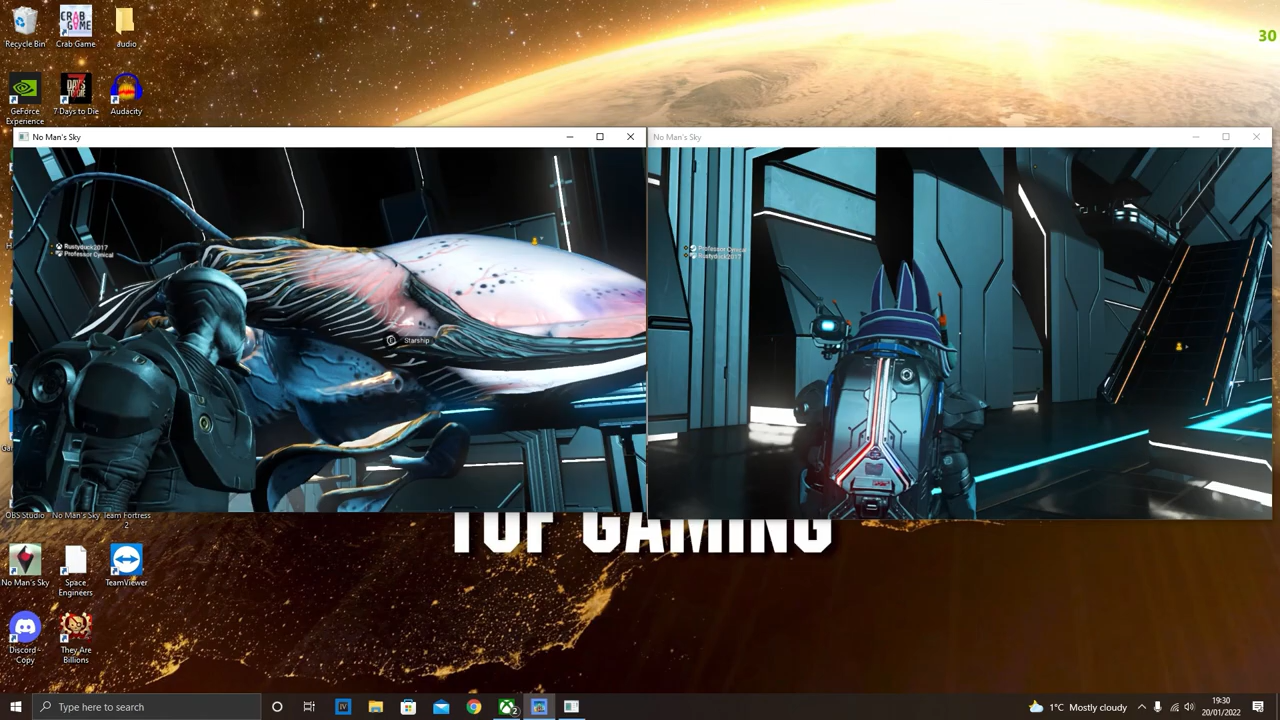 Recycle Bin
Crab Game
audio
30
GeForce Experience
7 Days to Die
Audacity
No Man's Sky
No Man's Sky
Rustyduck2017
Professor Cynical
Starship
Professor Cynical
Rustyduck2017
OBS Studio
No Man's Sky
Team Fortress 2
TOP GAMING
No Man's Sky
Space Engineers
TeamViewer
Discord - Copy
They Are Billions
Type here to search
2
1°C Mostly cloudy
19:30
20/01/2022